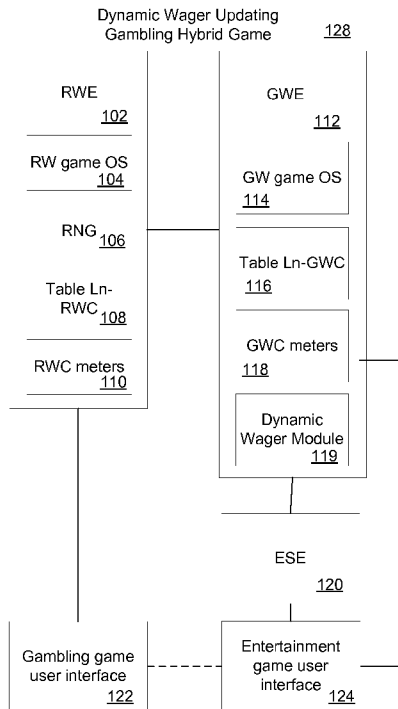 Dynamic Wager Updating
Gambling Hybrid Game
128
RWE
102
RW game OS
104
RNG
106
Table Ln-
RWC
108
RWC meters
110
GWE
112
GW game OS
114
Table Ln-GWC
116
GWC meters
118
Dynamic
Wager Module
119
ESE
120
Gambling game
user interface
122
Entertainment
game user
interface
124